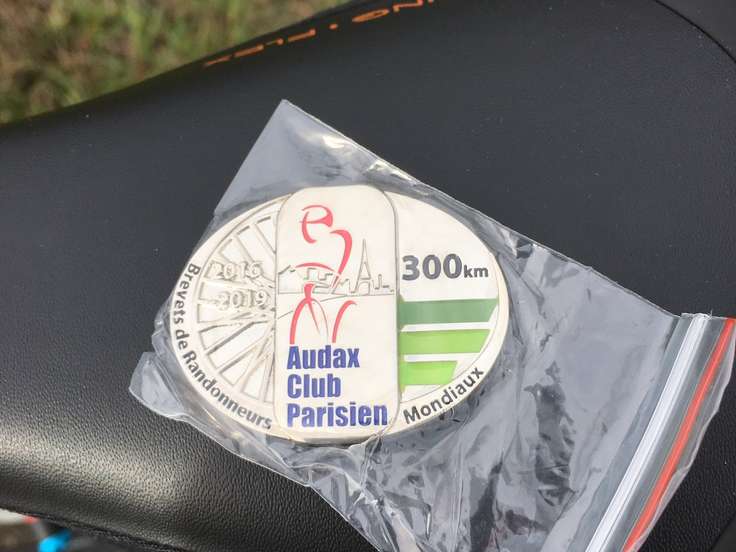 2016
2019
Brevets de Randonneurs
Audax
Club
Parisien
300km
Mondiaux